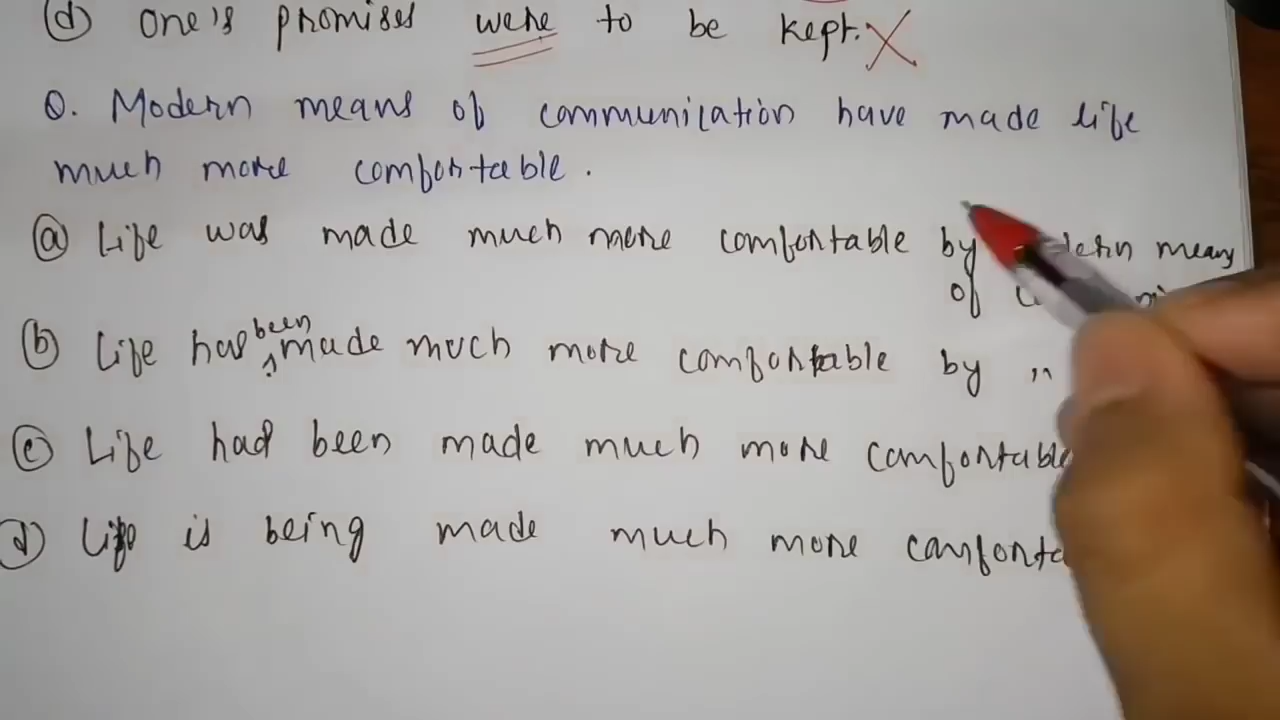 (d) one's promises were to be kept. X
Q. Modern means of communication have made life
much more comfortable.
(a) Life was made much more comfortable by means
of
(b) Life has been made much more comfortable by "
(c) Life had been made much more comfortable
(d) Life is being made much more